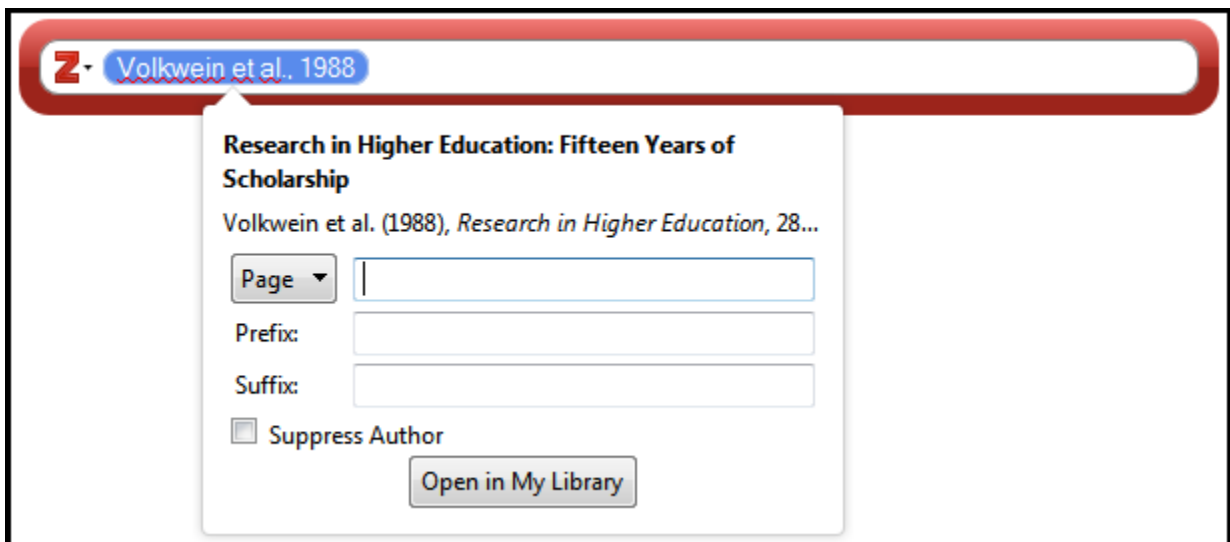 Z Volkwein et al., 1988
Research in Higher Education: Fifteen Years of
Scholarship
Volkwein et al. (1988), Research in Higher Education, 28...
Page
Prefix:
Suffix:
Suppress Author
Open in My Library